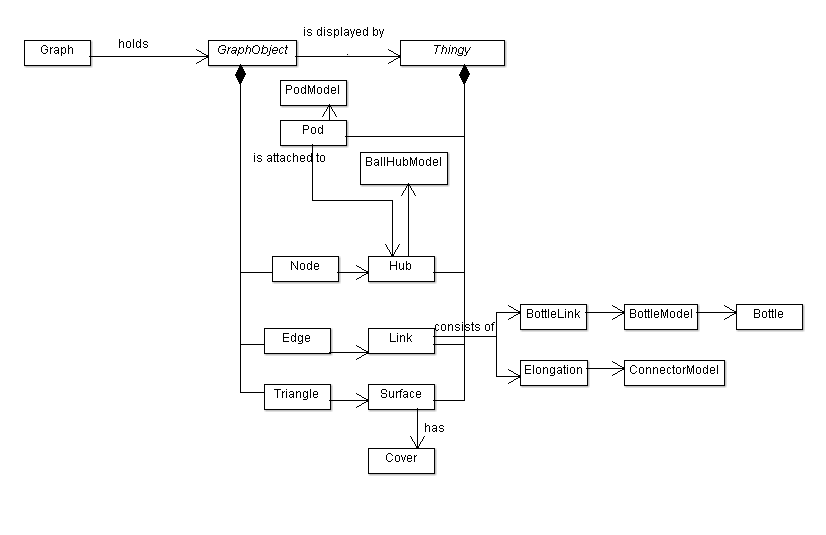 is displayed by
Graph
holds
GraphObject
Thingy
PodModel
Pod
is attached to
BallHubModel
Node
Hub
BottleLink
BottleModel
Bottle
consists of
Edge
Link
Elongation
ConnectorModel
Triangle
Surface
has
Cover